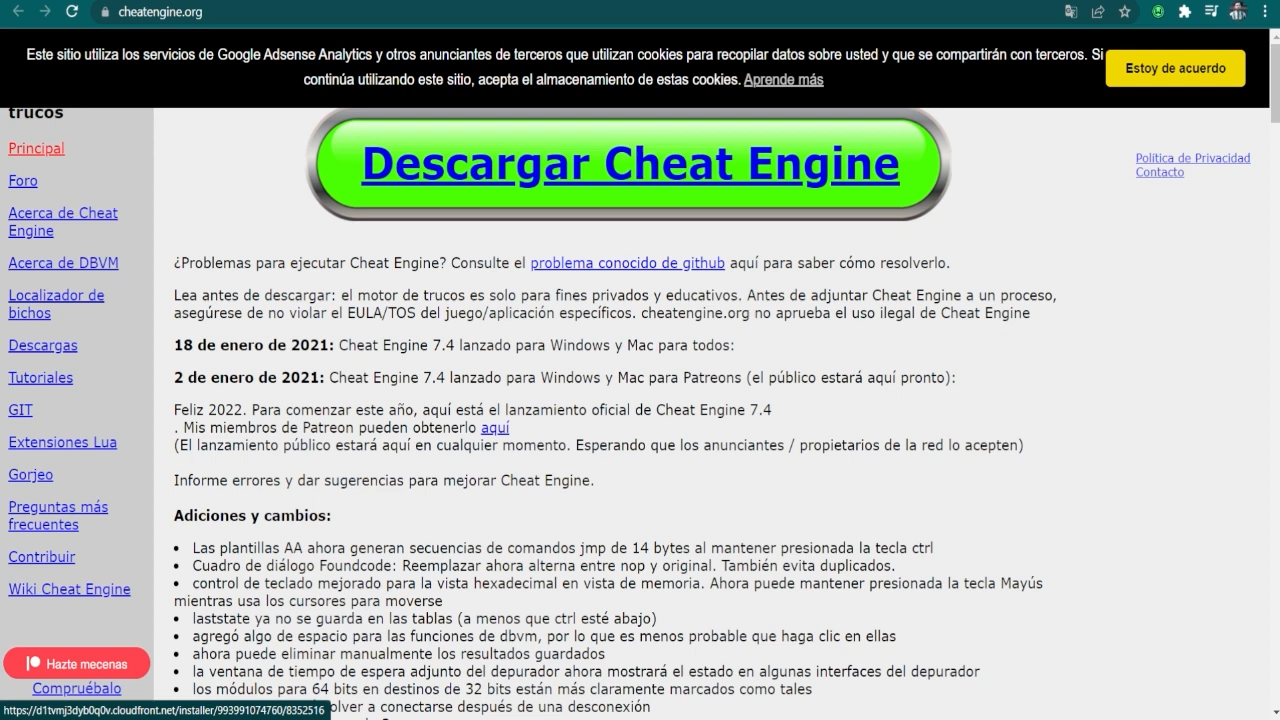 cheatengine.org
Este sitio utiliza los servicios de Google Adsense Analytics y otros anunciantes de terceros que utilizan cookies para recopilar datos sobre usted y que se compartirán con terceros. Si
continúa utilizando este sitio, acepta el almacenamiento de estas cookies. Aprende más
Estoy de acuerdo
trucos
Principal
Foro
Acerca de Cheat
Engine
Acerca de DBVM
Localizador de
bichos
Descargas
Tutoriales
GIT
Extensiones Lua
Gorjeo
Preguntas más
frecuentes
Contribuir
Wiki Cheat Engine
Hazte mecenas
Compruébalo
Descargar Cheat Engine
Política de Privacidad
Contacto
¿Problemas para ejecutar Cheat Engine? Consulte el problema conocido de github aquí para saber cómo resolverlo.
Lea antes de descargar: el motor de trucos es solo para fines privados y educativos. Antes de adjuntar Cheat Engine a un proceso,
asegúrese de no violar el EULA/TOS del juego/aplicación específicos. cheatengine.org no aprueba el uso ilegal de Cheat Engine
18 de enero de 2021: Cheat Engine 7.4 lanzado para Windows y Mac para todos:
2 de enero de 2021: Cheat Engine 7.4 lanzado para Windows y Mac para Patreons (el público estará aquí pronto):
Feliz 2022. Para comenzar este año, aquí está el lanzamiento oficial de Cheat Engine 7.4
. Mis miembros de Patreon pueden obtenerlo aquí
(El lanzamiento público estará aquí en cualquier momento. Esperando que los anunciantes / propietarios de la red lo acepten)
Informe errores y dar sugerencias para mejorar Cheat Engine.
Adiciones y cambios:
• Las plantillas AA ahora generan secuencias de comandos jmp de 14 bytes al mantener presionada la tecla ctrl
• Cuadro de diálogo Foundcode: Reemplazar ahora alterna entre nop y original. También evita duplicados.
• control de teclado mejorado para la vista hexadecimal en vista de memoria. Ahora puede mantener presionada la tecla Mayús
mientras usa los cursores para moverse
• laststate ya no se guarda en las tablas (a menos que ctrl esté abajo)
• agregó algo de espacio para las funciones de dbvm, por lo que es menos probable que haga clic en ellas
• ahora puede eliminar manualmente los resultados guardados
• la ventana de tiempo de espera adjunto del depurador ahora mostrará el estado en algunas interfaces del depurador
• los módulos para 64 bits en destinos de 32 bits están más claramente marcados como tales
olver a conectarse después de una desconexión
https://d1tvmj3dyb0q0v.cloudfront.net/installer/993991074760/8352516